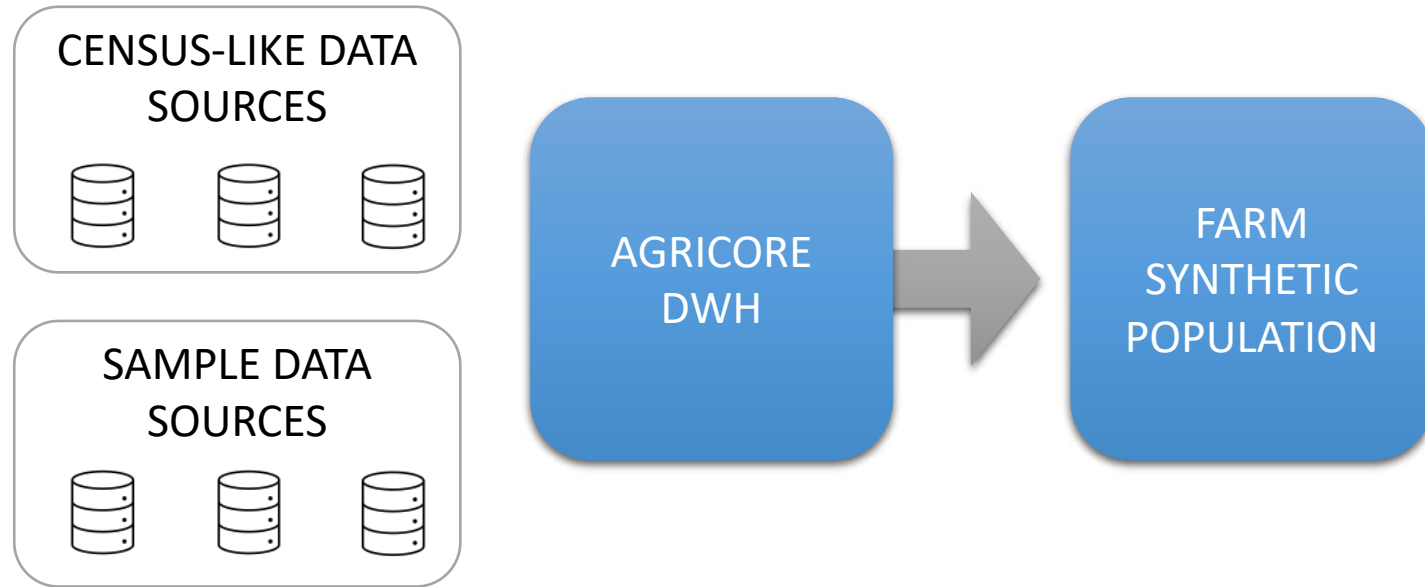 CENSUS-LIKE DATA
SOURCES
SAMPLE DATA
SOURCES
AGRICORE
DWH
FARM
SYNTHETIC
POPULATION